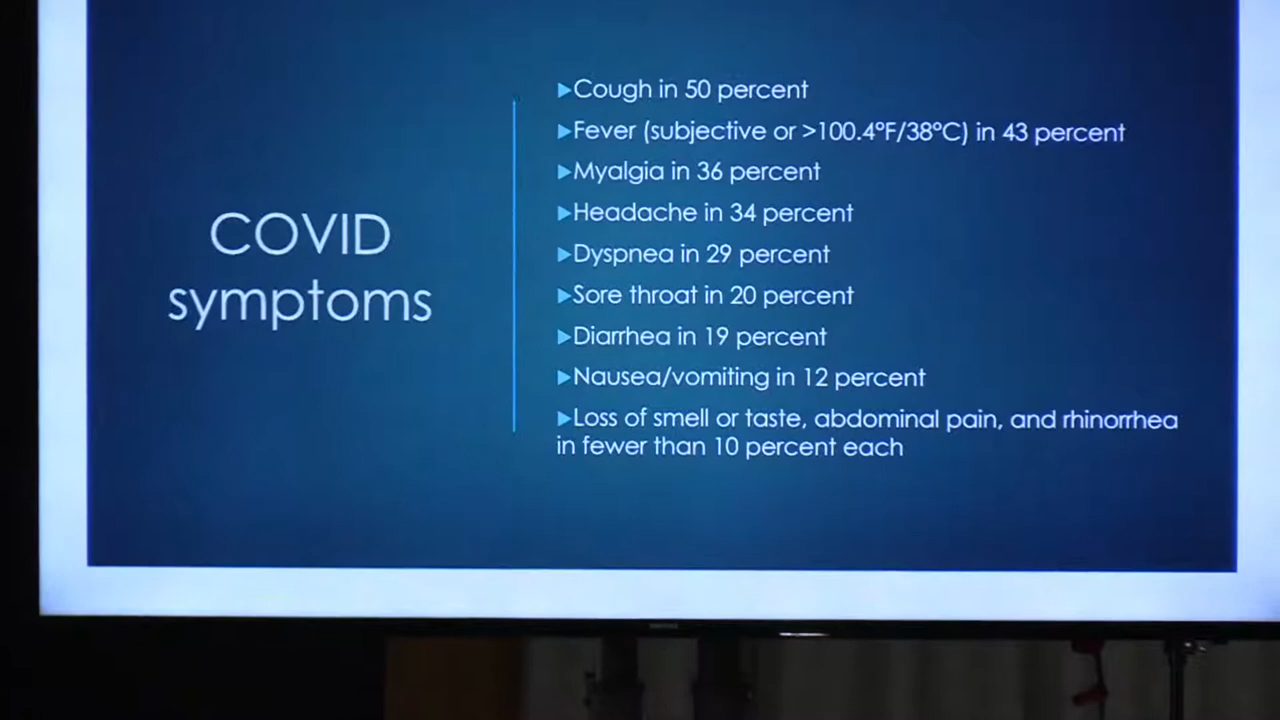 COVID
symptoms
▶Cough in 50 percent
▶Fever (subjective or >100.4°F/38°C) in 43 percent
▶Myalgia in 36 percent
▶Headache in 34 percent
▶Dyspnea in 29 percent
▶Sore throat in 20 percent
▶Diarrhea in 19 percent
▶Nausea/vomiting in 12 percent
▶Loss of smell or taste, abdominal pain, and rhinorrhea
in fewer than 10 percent each